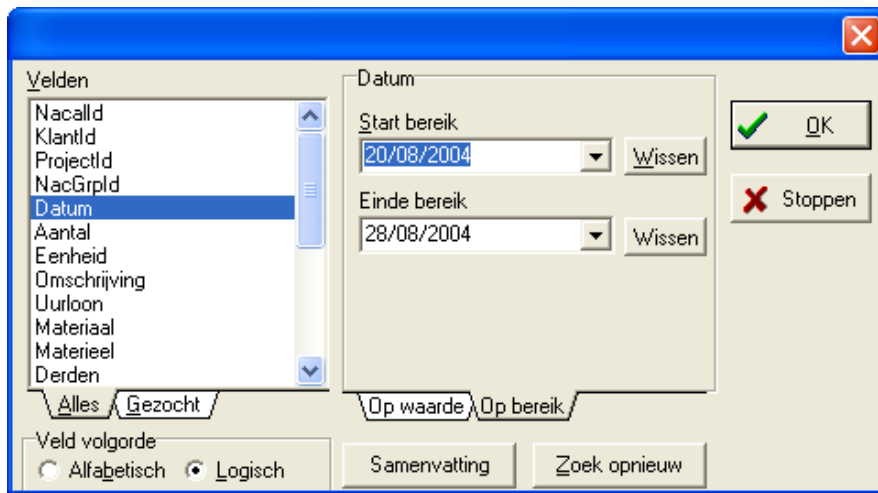 Velden
NacalId
KlantId
ProjectId
NacGrpId
Datum
Aantal
Eenheid
Omschrijving
Uurloon
Materiaal
Materieel
Derden
Alles
Gezocht
Veld volgorde
Alfabetisch
Logisch
Datum
Start bereik
20/08/2004
Wissen
Einde bereik
28/08/2004
Wissen
Op waarde
Op bereik
Samenvatting
Zoek opnieuw
OK
Stoppen